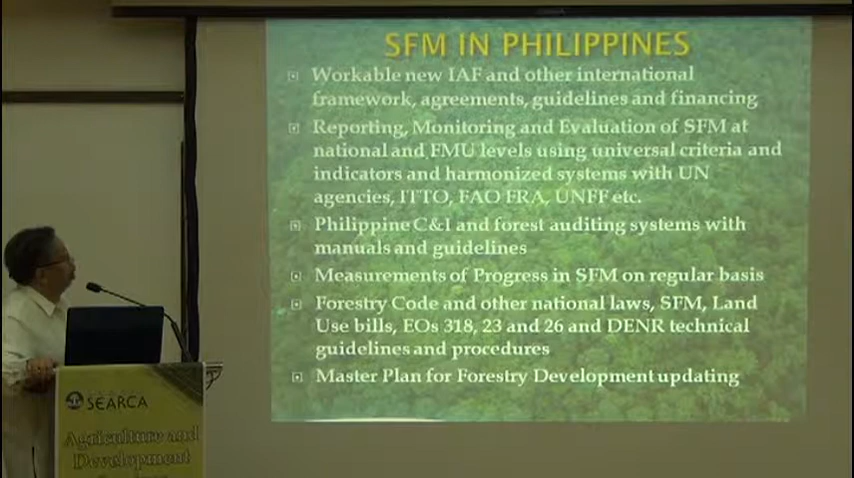 SFM IN PHILIPPINES
Workable new IAF and other international
framework, agreements, guidelines and financing
Reporting, Monitoring and Evaluation of SFM at
national and FMU levels using universal criteria and
indicators and harmonized systems with UN
agencies, ITTO, FAO FRA, UNFF etc.
Philippine C&I and forest auditing systems with
manuals and guidelines
Measurements of Progress in SFM on regular basis
Forestry Code and other national laws, SFM, Land
Use bills, EOs 318, 23 and 26 and DENR technical
guidelines and procedures
Master Plan for Forestry Development updating
SEARCA
Agriculture and
Development